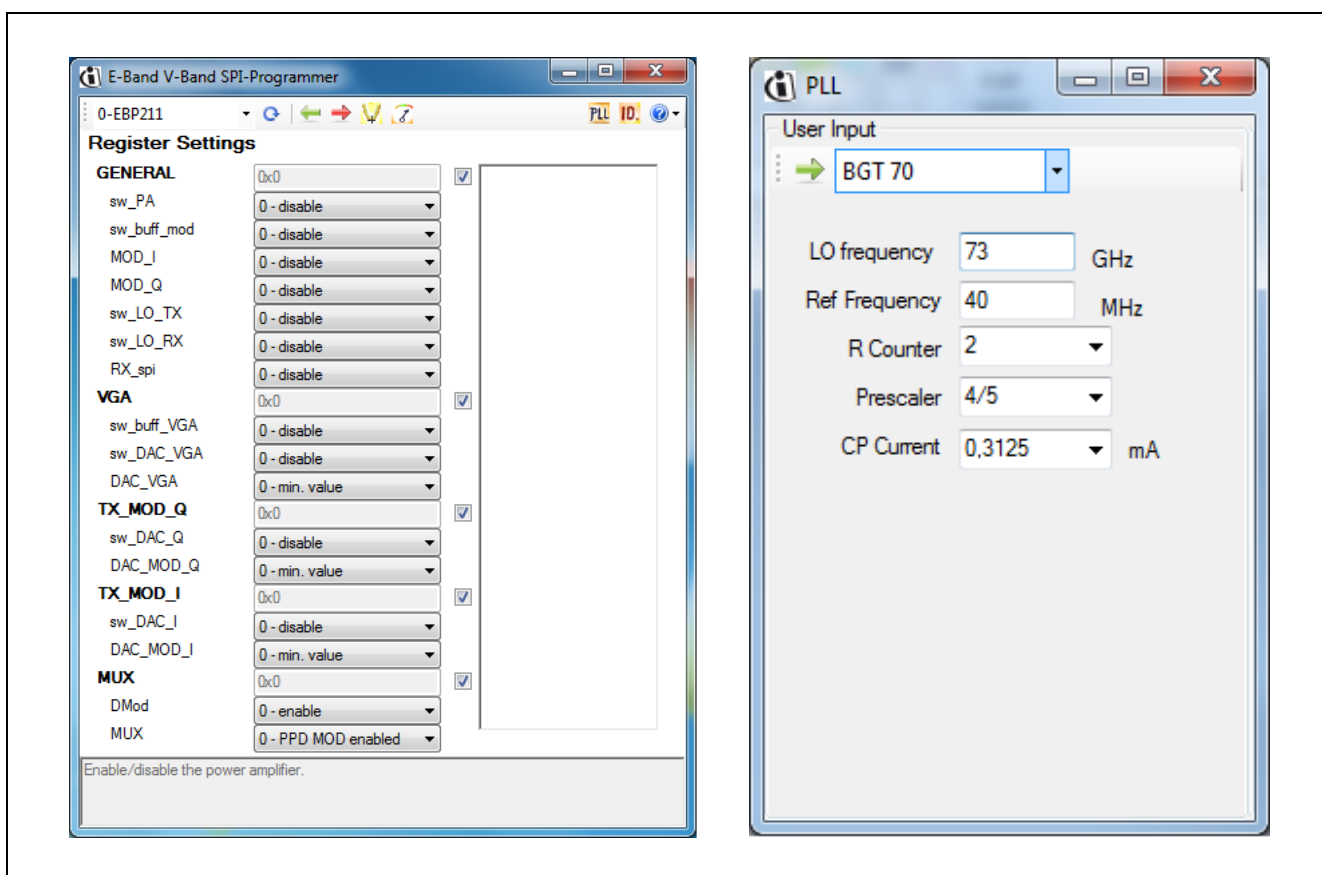 E-Band V-Band SPI-Programmer
0-EBP211 PLL ID.
Register Settings
GENERAL 0x0
sw_PA 0 - disable
sw_buff_mod 0 - disable
MOD_I 0 - disable
MOD_Q 0 - disable
sw_LO_TX 0 - disable
sw_LO_RX 0 - disable
RX_spi 0 - disable
VGA 0x0
sw_buff_VGA 0 - disable
sw_DAC_VGA 0 - disable
DAC_VGA 0 - min. value
TX_MOD_Q 0x0
sw_DAC_Q 0 - disable
DAC_MOD_Q 0 - min. value
TX_MOD_I 0x0
sw_DAC_I 0 - disable
DAC_MOD_I 0 - min. value
MUX 0x0
DMod 0 - enable
MUX 0 - PPD MOD enabled
Enable/disable the power amplifier.
PLL
User Input
BGT 70
LO frequency 73 GHz
Ref Frequency 40 MHz
R Counter 2
Prescaler 4/5
CP Current 0,3125 mA